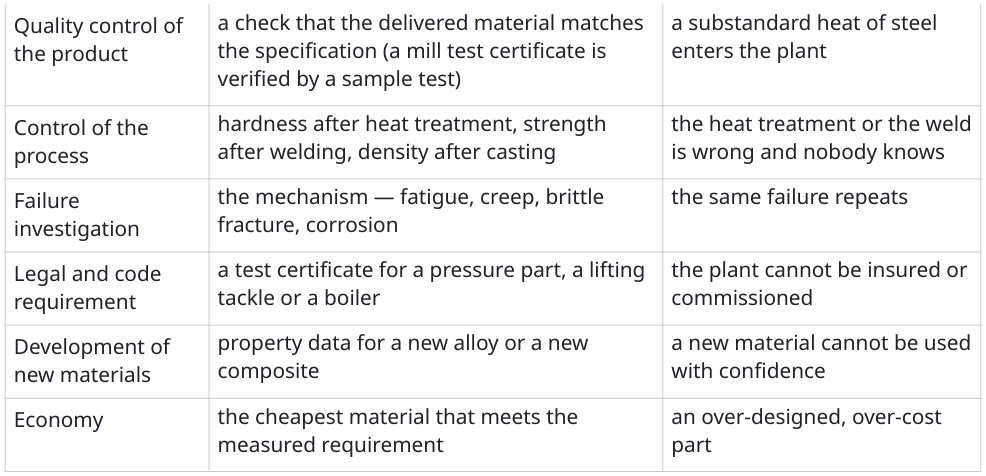 Quality control of
the product
a check that the delivered material matches
the specification (a mill test certificate is
verified by a sample test)
a substandard heat of steel
enters the plant
Control of the
process
hardness after heat treatment, strength
after welding, density after casting
the heat treatment or the weld
is wrong and nobody knows
Failure
investigation
the mechanism — fatigue, creep, brittle
fracture, corrosion
the same failure repeats
Legal and code
requirement
a test certificate for a pressure part, a lifting
tackle or a boiler
the plant cannot be insured or
commissioned
Development of
new materials
property data for a new alloy or a new
composite
a new material cannot be used
with confidence
Economy
the cheapest material that meets the
measured requirement
an over-designed, over-cost
part